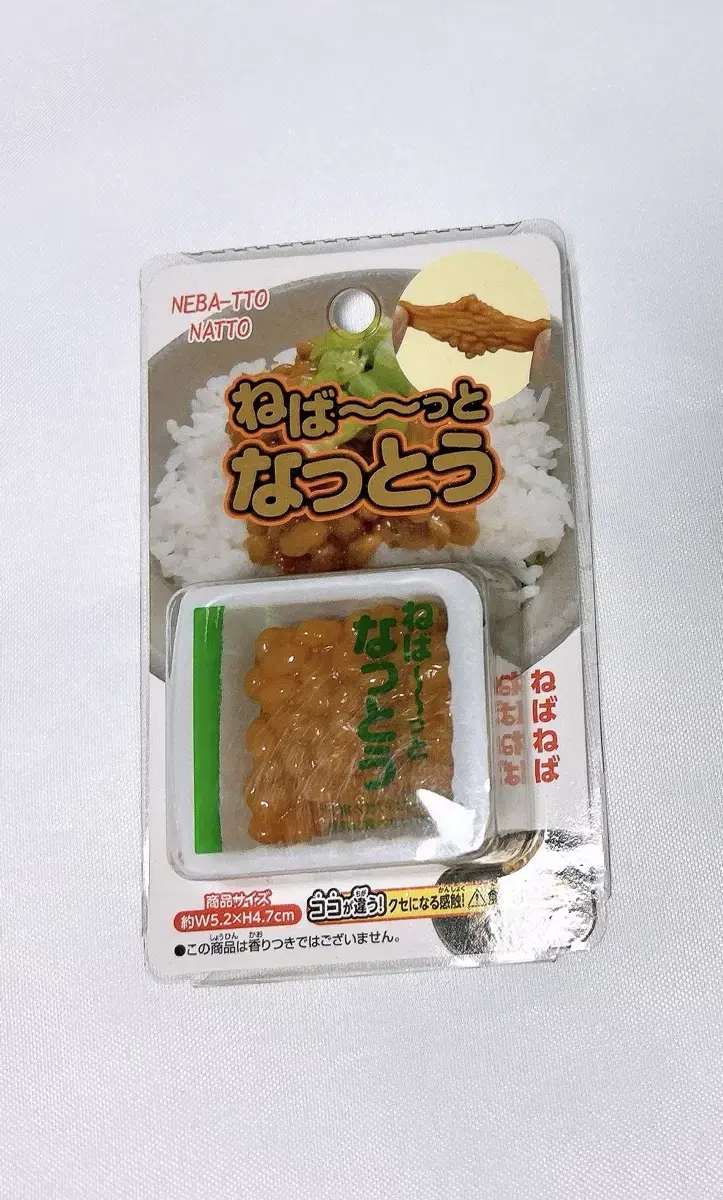 NEBA-TTO
NATTO
ねば〜〜っと
なっとう
ねば〜〜っと
なっとう
ねばねば
商品サイズ
約W5.2×H4.7cm
ココが違う!
クセになる感触!
この商品は香りつきではございません。